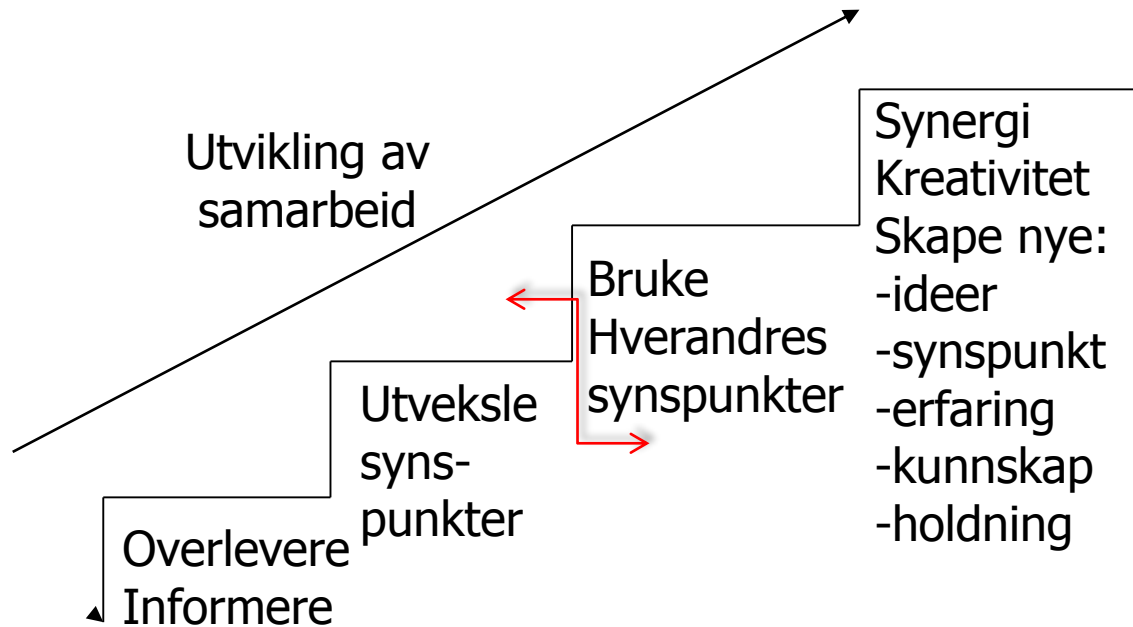 Utvikling av
samarbeid
Overlevere
Informere
Utveksle
syns-
punkter
Bruke
Hverandres
synspunkter
Synergi
Kreativitet
Skape nye:
-ideer
-synspunkt
-erfaring
-kunnskap
-holdning